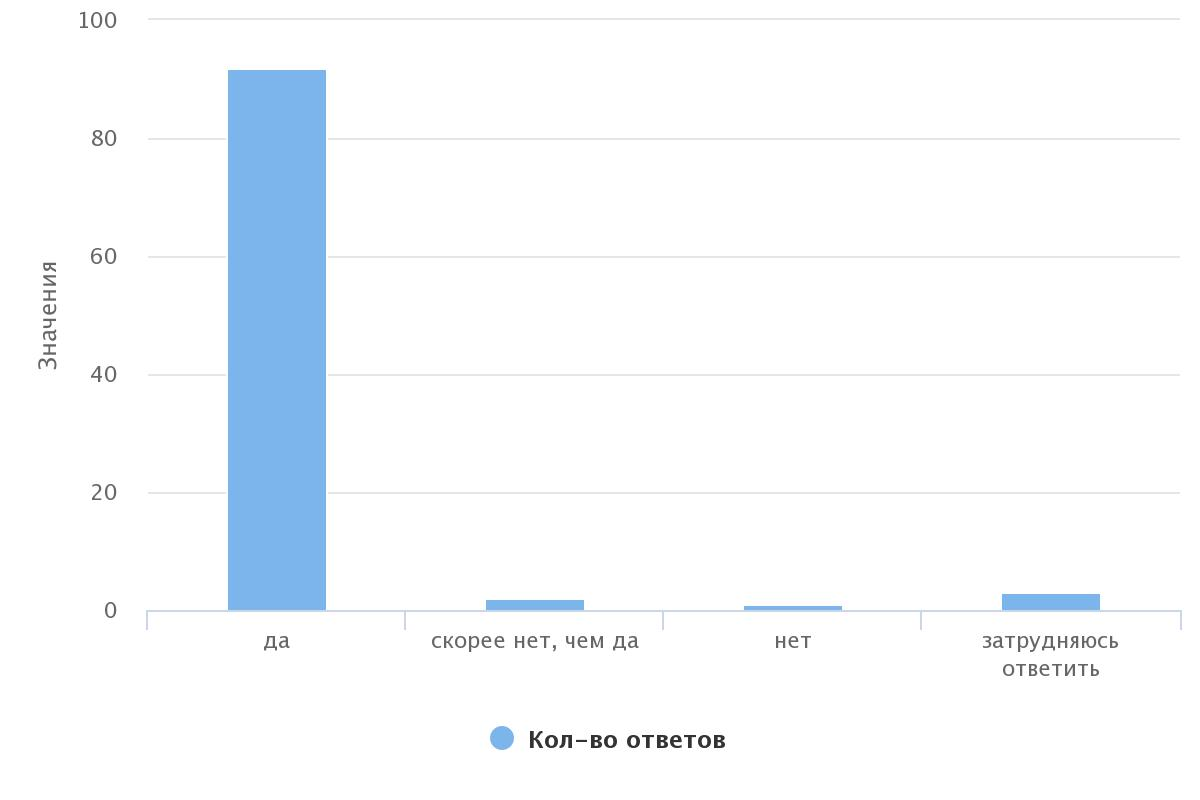 100
80
60
40
20
0
Значения
да
скорее нет, чем да
нет
затрудняюсь
ответить
Кол-во ответов